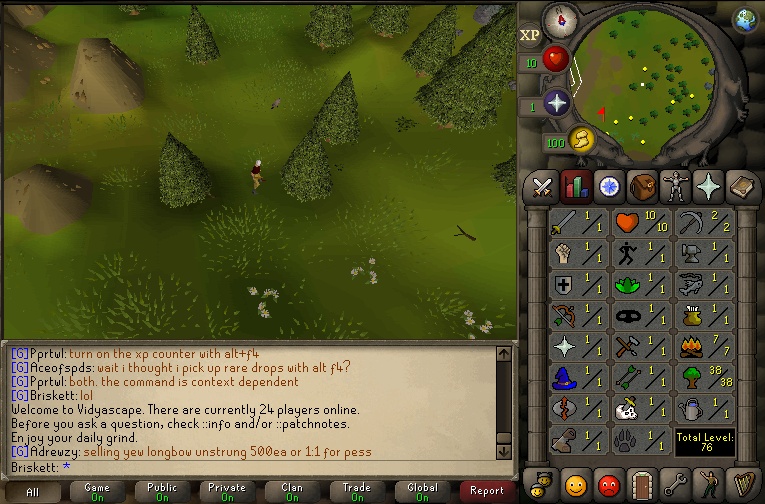 XP
10
1
100
1/1 10/10 2/2
1/1 1/1 1/1
1/1 1/1 1/1
1/1 1/1 1/1
1/1 1/1 7/7
1/1 1/1 38/38
1/1 1/1 1/1
1/1 1/1 Total Level: 76
[G]Pprtwl: turn on the xp counter with alt+f4
[G]Aceofspds: wait i thought i pick up rare drops with alt f4?
[G]Pprtwl: both. the command is context dependent
[G]Briskett: lol
Welcome to Vidyascape. There are currently 24 players online.
Before you ask a question, check ::info and/or ::patchnotes.
Enjoy your daily grind.
[G]Adrewzy: selling yew longbow unstrung 500ea or 1:1 for pess
Briskett: *
All Game On Public On Private On Clan On Trade On Global On Report